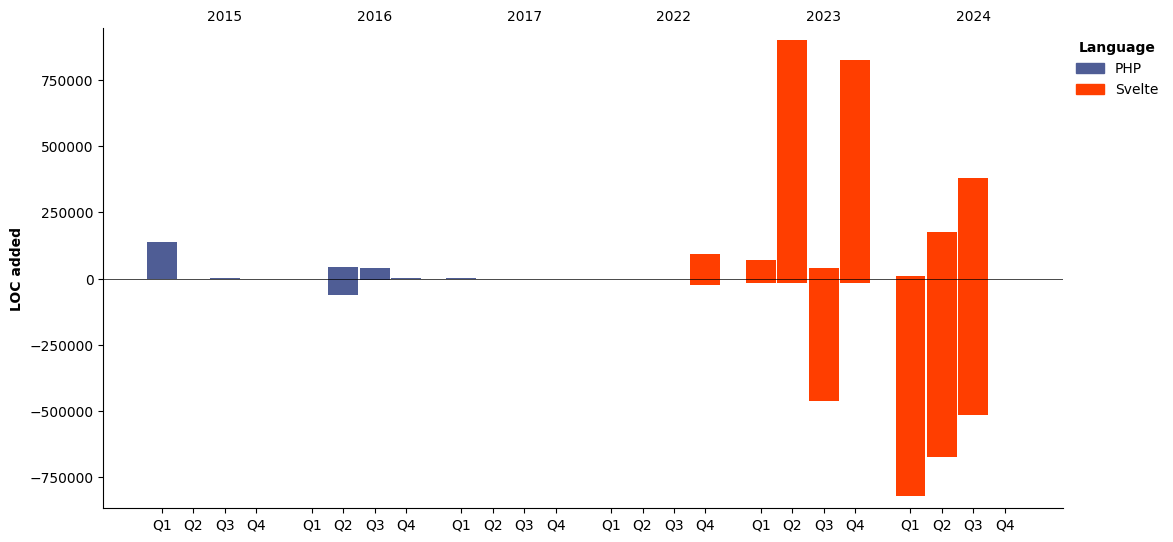 2015 2016 2017 2022 2023 2024
Language
PHP
Svelte
LOC added
750000
500000
250000
0
−250000
−500000
−750000
Q1 Q2 Q3 Q4 Q1 Q2 Q3 Q4 Q1 Q2 Q3 Q4 Q1 Q2 Q3 Q4 Q1 Q2 Q3 Q4 Q1 Q2 Q3 Q4